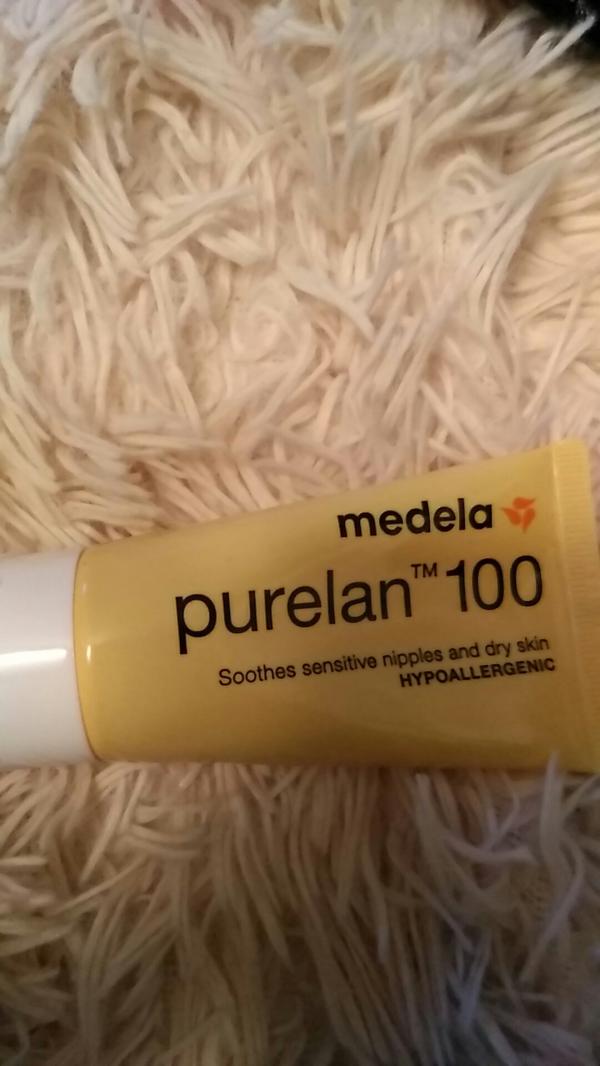 medela
purelan™ 100
Soothes sensitive nipples and dry skin
HYPOALLERGENIC